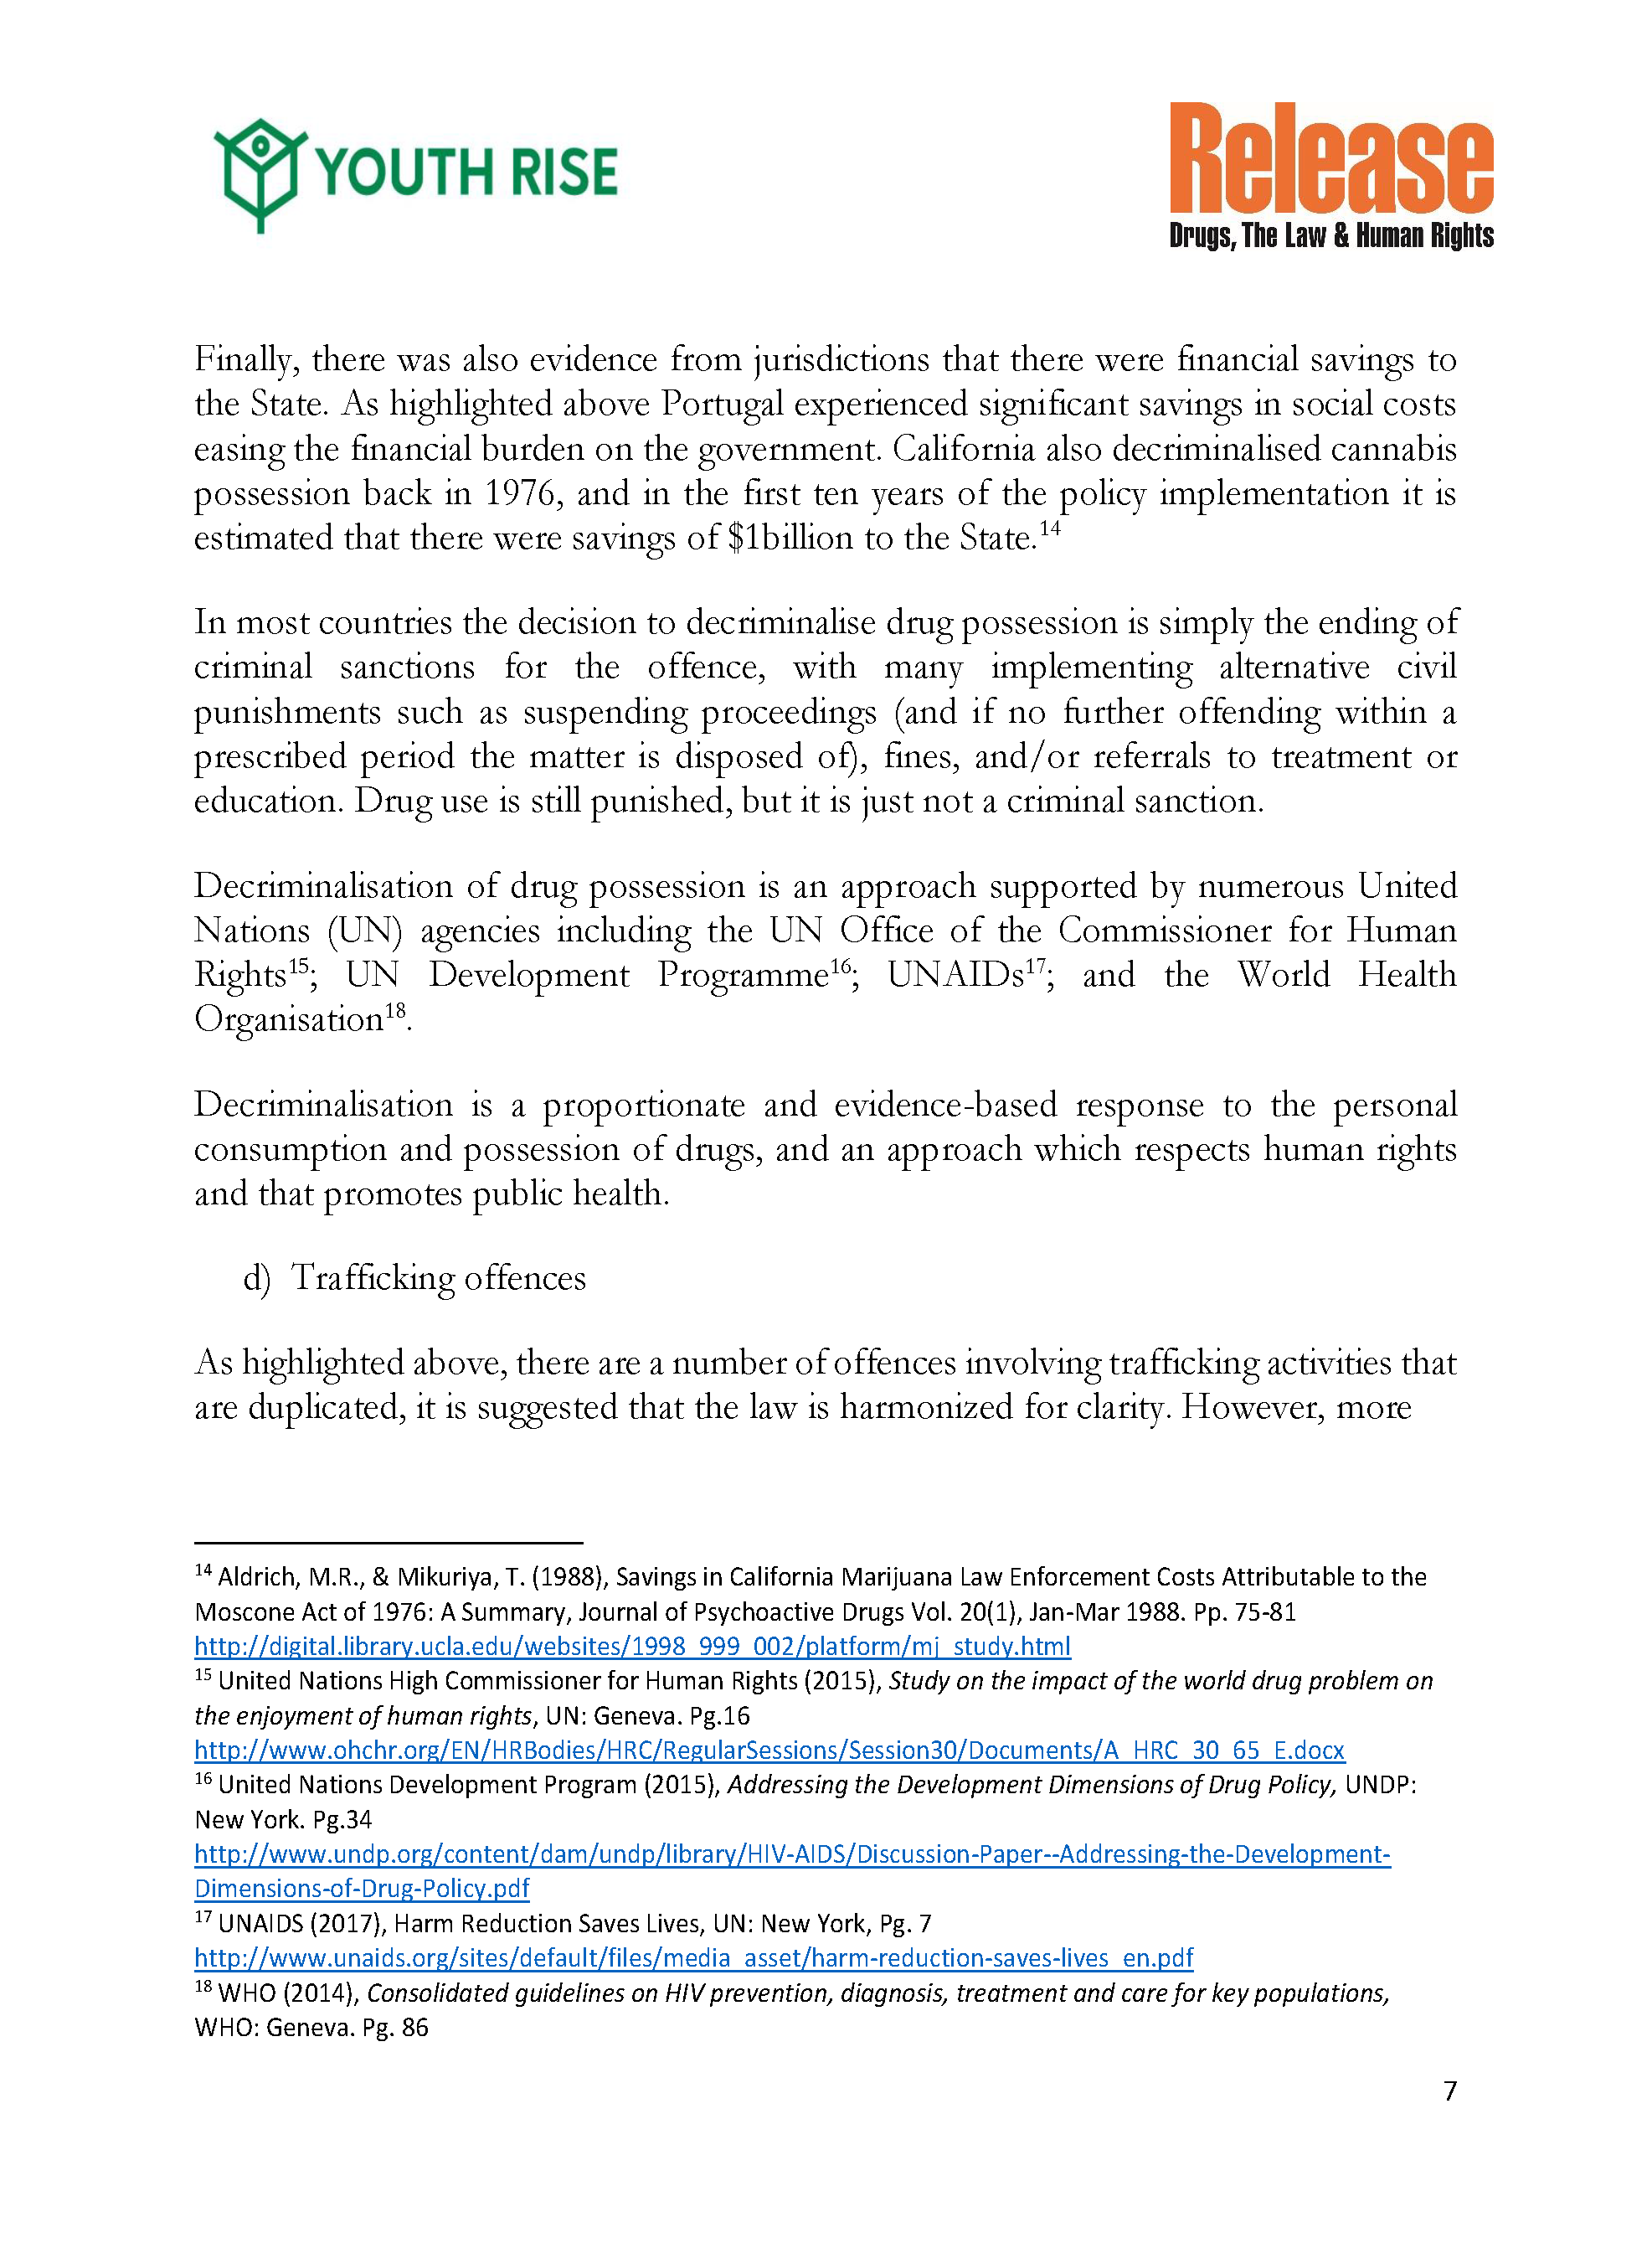 YOUTH RISE
Release
Drugs, The Law & Human Rights
Finally, there was also evidence from jurisdictions that there were financial savings to
the State. As highlighted above Portugal experienced significant savings in social costs
easing the financial burden on the government. California also decriminalised cannabis
possession back in 1976, and in the first ten years of the policy implementation it is
estimated that there were savings of $1billion to the State.14
In most countries the decision to decriminalise drug possession is simply the ending of
criminal sanctions for the offence, with many implementing alternative civil
punishments such as suspending proceedings (and if no further offending within a
prescribed period the matter is disposed of), fines, and/or referrals to treatment or
education. Drug use is still punished, but it is just not a criminal sanction.
Decriminalisation of drug possession is an approach supported by numerous United
Nations (UN) agencies including the UN Office of the Commissioner for Human
Rights15; UN Development Programme16; UNAIDs17; and the World Health
Organisation18.
Decriminalisation is a proportionate and evidence-based response to the personal
consumption and possession of drugs, and an approach which respects human rights
and that promotes public health.
d) Trafficking offences
As highlighted above, there are a number of offences involving trafficking activities that
are duplicated, it is suggested that the law is harmonized for clarity. However, more
14 Aldrich, M.R., & Mikuriya, T. (1988), Savings in California Marijuana Law Enforcement Costs Attributable to the
Moscone Act of 1976: A Summary, Journal of Psychoactive Drugs Vol. 20(1), Jan-Mar 1988. Pp. 75-81
http://digital.library.ucla.edu/websites/1998_999_002/platform/mj_study.html
15 United Nations High Commissioner for Human Rights (2015), Study on the impact of the world drug problem on
the enjoyment of human rights, UN: Geneva. Pg.16
http://www.ohchr.org/EN/HRBodies/HRC/RegularSessions/Session30/Documents/A_HRC_30_65_E.docx
16 United Nations Development Program (2015), Addressing the Development Dimensions of Drug Policy, UNDP:
New York. Pg.34
http://www.undp.org/content/dam/undp/library/HIV-AIDS/Discussion-Paper--Addressing-the-Development-
Dimensions-of-Drug-Policy.pdf
17 UNAIDS (2017), Harm Reduction Saves Lives, UN: New York, Pg. 7
http://www.unaids.org/sites/default/files/media_asset/harm-reduction-saves-lives_en.pdf
18 WHO (2014), Consolidated guidelines on HIV prevention, diagnosis, treatment and care for key populations,
WHO: Geneva. Pg. 86
7